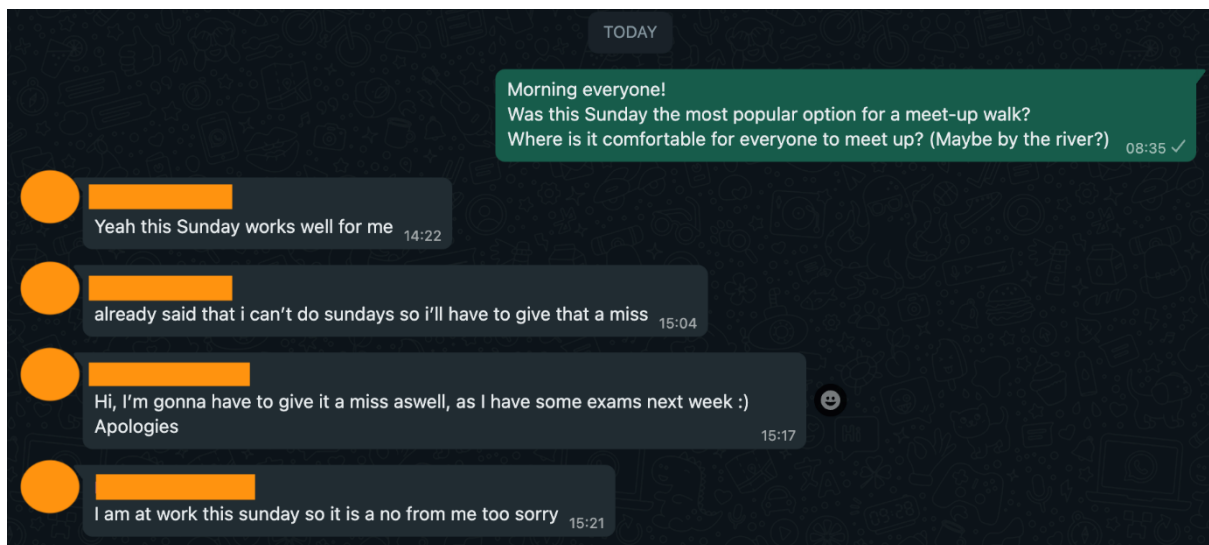 TODAY
Morning everyone!
Was this Sunday the most popular option for a meet-up walk?
Where is it comfortable for everyone to meet up? (Maybe by the river?)
08:35
Yeah this Sunday works well for me
14:22
already said that i can't do sundays so i'll have to give that a miss
15:04
Hi, I'm gonna have to give it a miss aswell, as I have some exams next week :)
Apologies
15:17
I am at work this sunday so it is a no from me too sorry
15:21